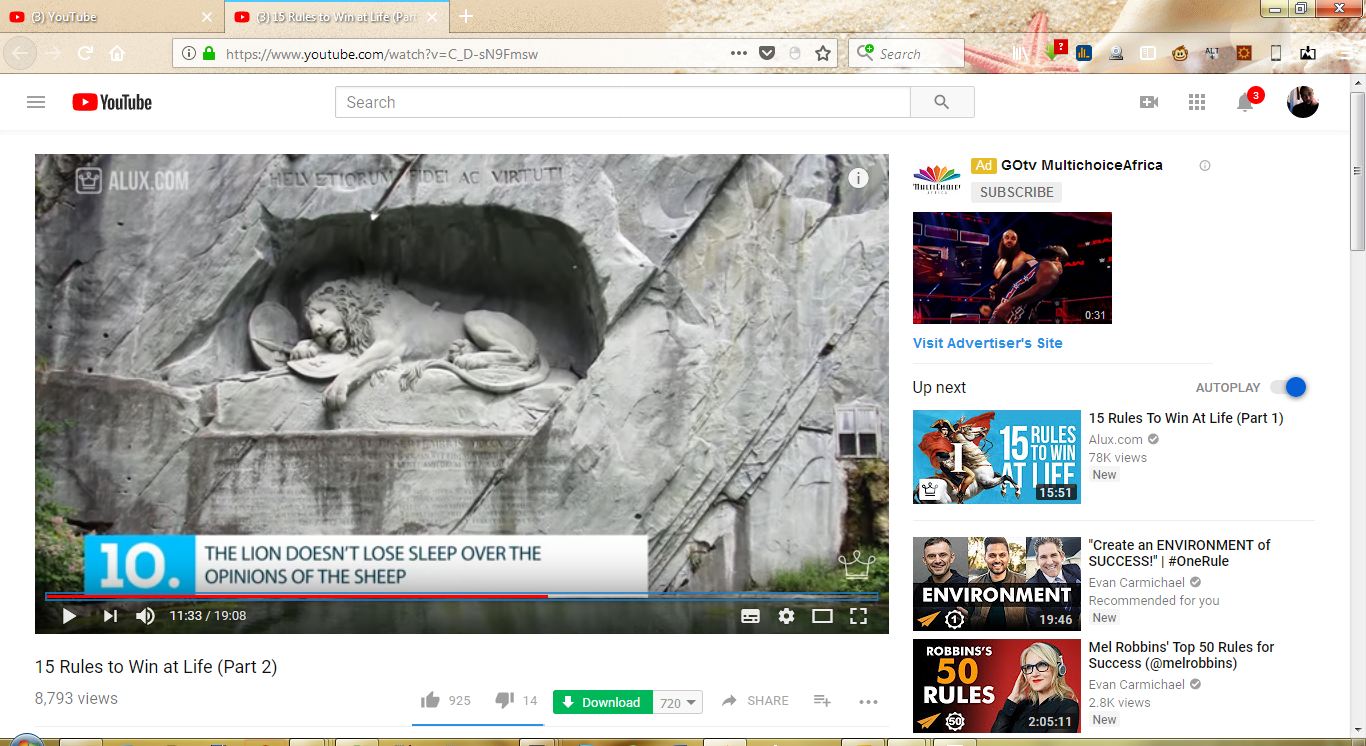 (3) YouTube
(3) 15 Rules to Win at Life (Part
https://www.youtube.com/watch?v=C_D-sN9Fmsw
Search
?
ALT
YouTube
Search
3
ALUX.COM
HELVETIORUM FIDEI AC VIRTUTI
i
10.
THE LION DOESN'T LOSE SLEEP OVER THE
OPINIONS OF THE SHEEP
11:33 / 19:08
15 Rules to Win at Life (Part 2)
8,793 views
925
14
Download
720
SHARE
MULTICHOICE
AFRICA
Ad
GOtv MultichoiceAfrica
SUBSCRIBE
0:31
Visit Advertiser's Site
Up next
AUTOPLAY
15 RULES
TO WIN
AT LIFE
I
15:51
15 Rules To Win At Life (Part 1)
Alux.com
78K views
New
ENVIRONMENT
1
19:46
"Create an ENVIRONMENT of
SUCCESS!" | #OneRule
Evan Carmichael
Recommended for you
New
ROBBINS'S
50
RULES
50
2:05:11
Mel Robbins' Top 50 Rules for
Success (@melrobbins)
Evan Carmichael
2.8K views
New